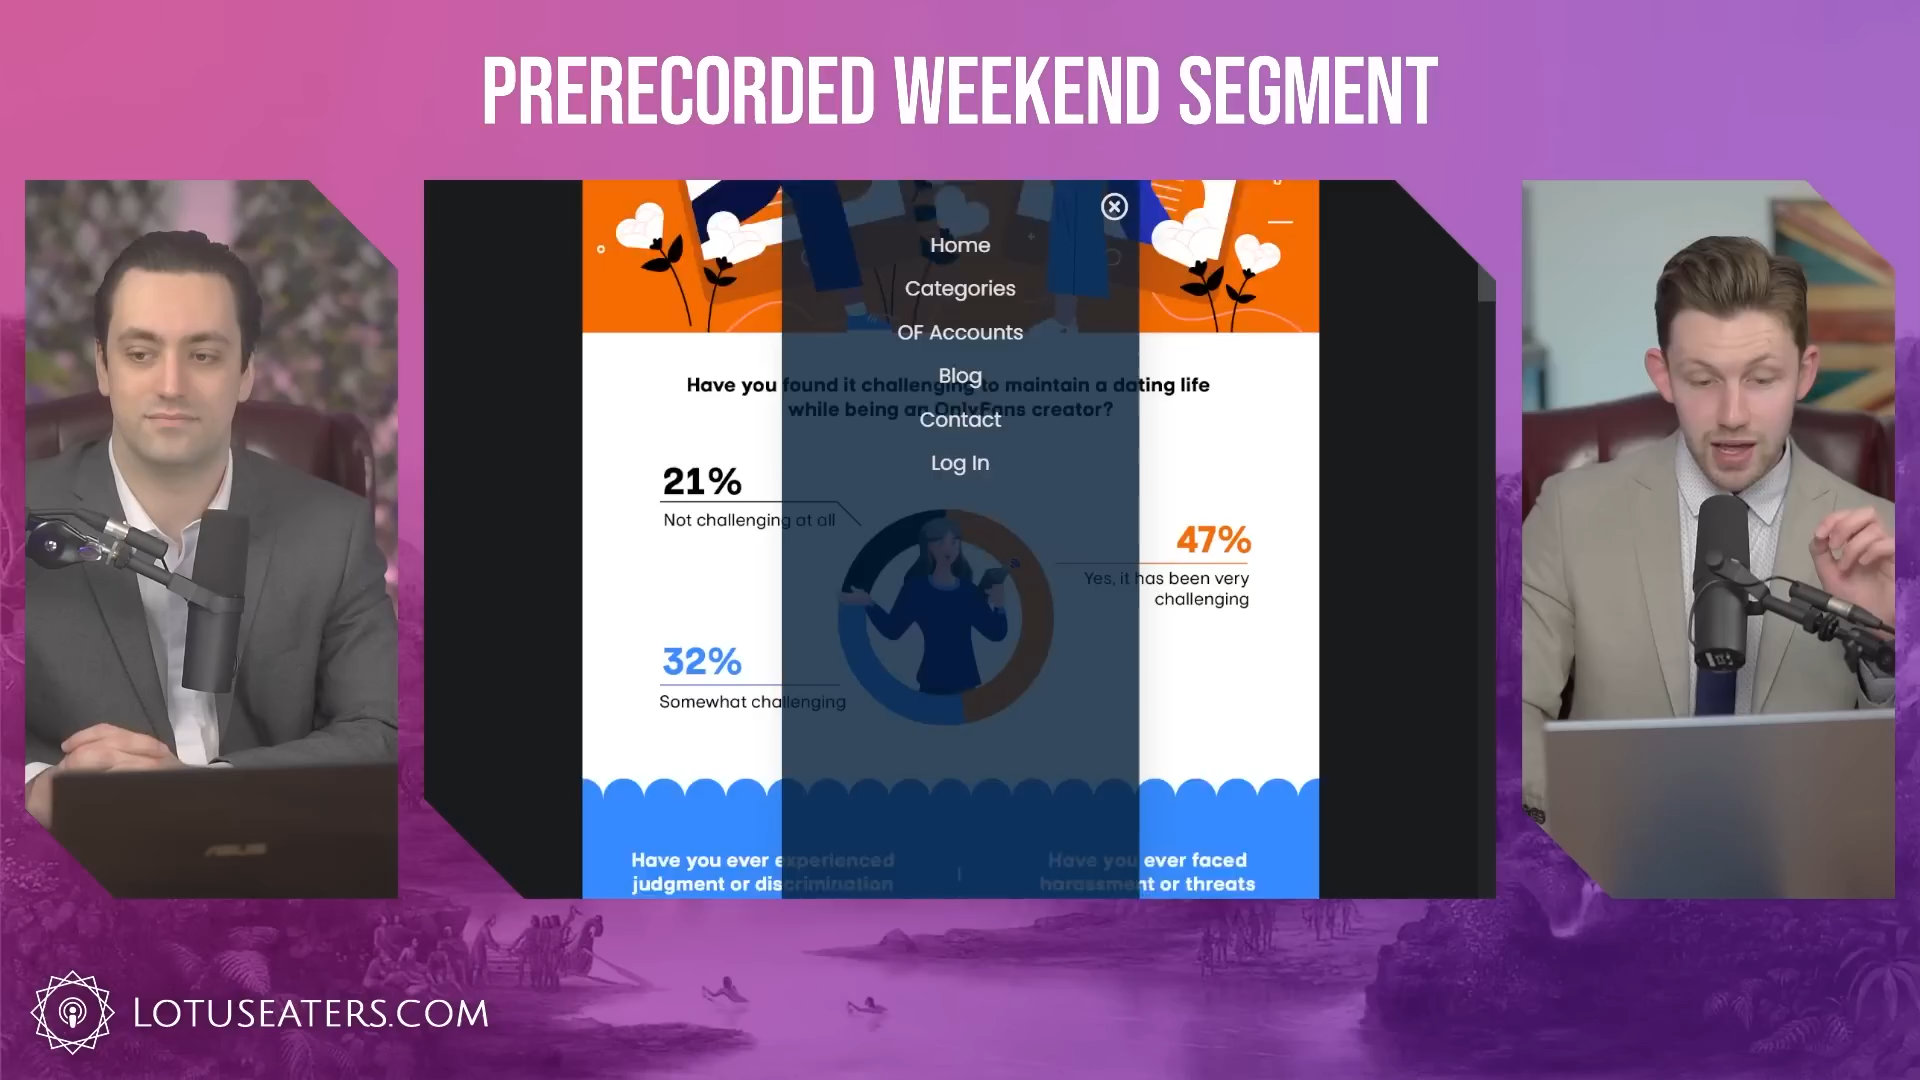 PRERECORDED WEEKEND SEGMENT
Home
Categories
OF Accounts
Blog
Contact
Log In
Have you found it challenging to maintain a dating life
while being an OnlyFans creator?
21%
Not challenging at all
47%
Yes, it has been very
challenging
32%
Somewhat challenging
Have you ever experienced
judgment or discrimination
Have you ever faced
harassment or threats
ASUS
LOTUSEATERS.COM